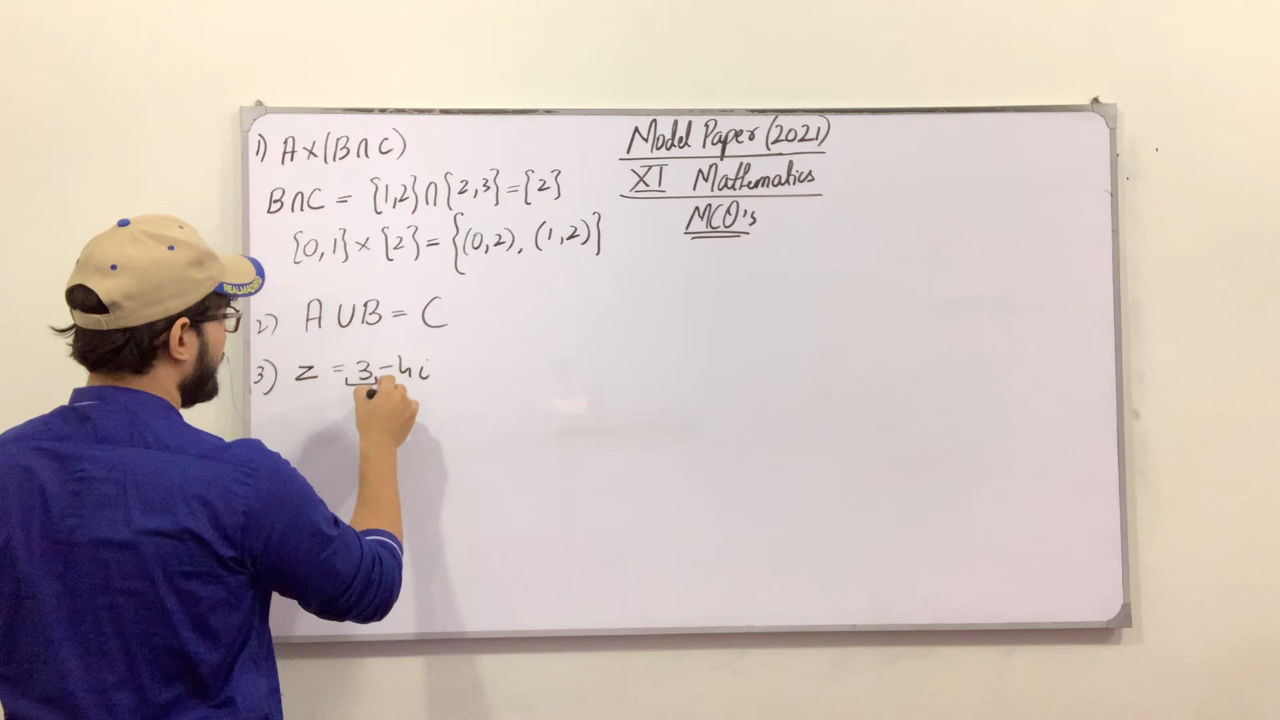 1) A×(B∩C)
B∩C = {1,2}∩{2,3}={2}
{0,1}×{2}={(0,2), (1,2)}
2) A∪B = C
3) z = 3-4i
Model Paper (2021)
XI Mathematics
MCQ's
REALMADRID